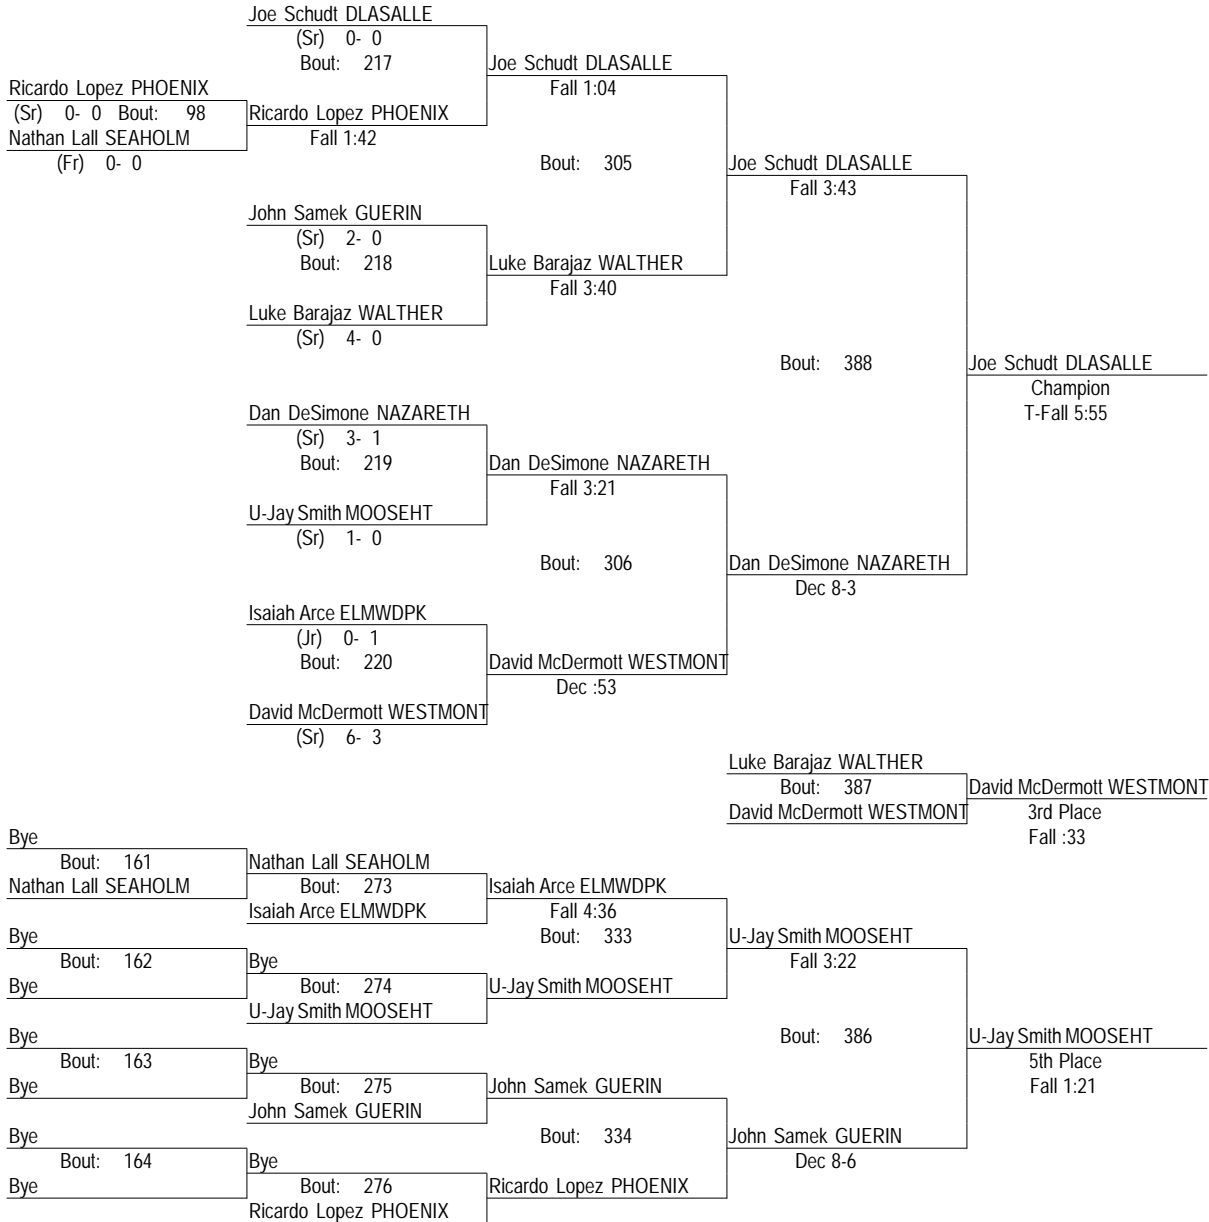 Joe Schudt DLASALLE
(Sr) 0- 0
Bout: 217
Joe Schudt DLASALLE
Fall 1:04
Ricardo Lopez PHOENIX
(Sr) 0- 0 Bout: 98
Ricardo Lopez PHOENIX
Fall 1:42
Nathan Lall SEAHOLM
(Fr) 0- 0
Bout: 305
Joe Schudt DLASALLE
Fall 3:43
John Samek GUERIN
(Sr) 2- 0
Bout: 218
Luke Barajaz WALTHER
Fall 3:40
Luke Barajaz WALTHER
(Sr) 4- 0
Bout: 388
Joe Schudt DLASALLE
Champion
T-Fall 5:55
Dan DeSimone NAZARETH
(Sr) 3- 1
Bout: 219
Dan DeSimone NAZARETH
Fall 3:21
U-Jay Smith MOOSEHT
(Sr) 1- 0
Bout: 306
Dan DeSimone NAZARETH
Dec 8-3
Isaiah Arce ELMWDPK
(Jr) 0- 1
Bout: 220
David McDermott WESTMONT
Dec :53
David McDermott WESTMONT
(Sr) 6- 3
Luke Barajaz WALTHER
Bout: 387
David McDermott WESTMONT
David McDermott WESTMONT
3rd Place
Fall :33
Bye
Bout: 161
Nathan Lall SEAHOLM
Nathan Lall SEAHOLM
Bout: 273
Isaiah Arce ELMWDPK
Isaiah Arce ELMWDPK
Fall 4:36
Bout: 333
U-Jay Smith MOOSEHT
Fall 3:22
Bye
Bout: 162
Bye
Bye
Bout: 274
U-Jay Smith MOOSEHT
U-Jay Smith MOOSEHT
Bye
Bout: 163
Bye
Bye
Bout: 275
John Samek GUERIN
John Samek GUERIN
Bout: 386
U-Jay Smith MOOSEHT
5th Place
Fall 1:21
Bout: 334
John Samek GUERIN
Dec 8-6
Bye
Bout: 164
Bye
Bye
Bout: 276
Ricardo Lopez PHOENIX
Ricardo Lopez PHOENIX